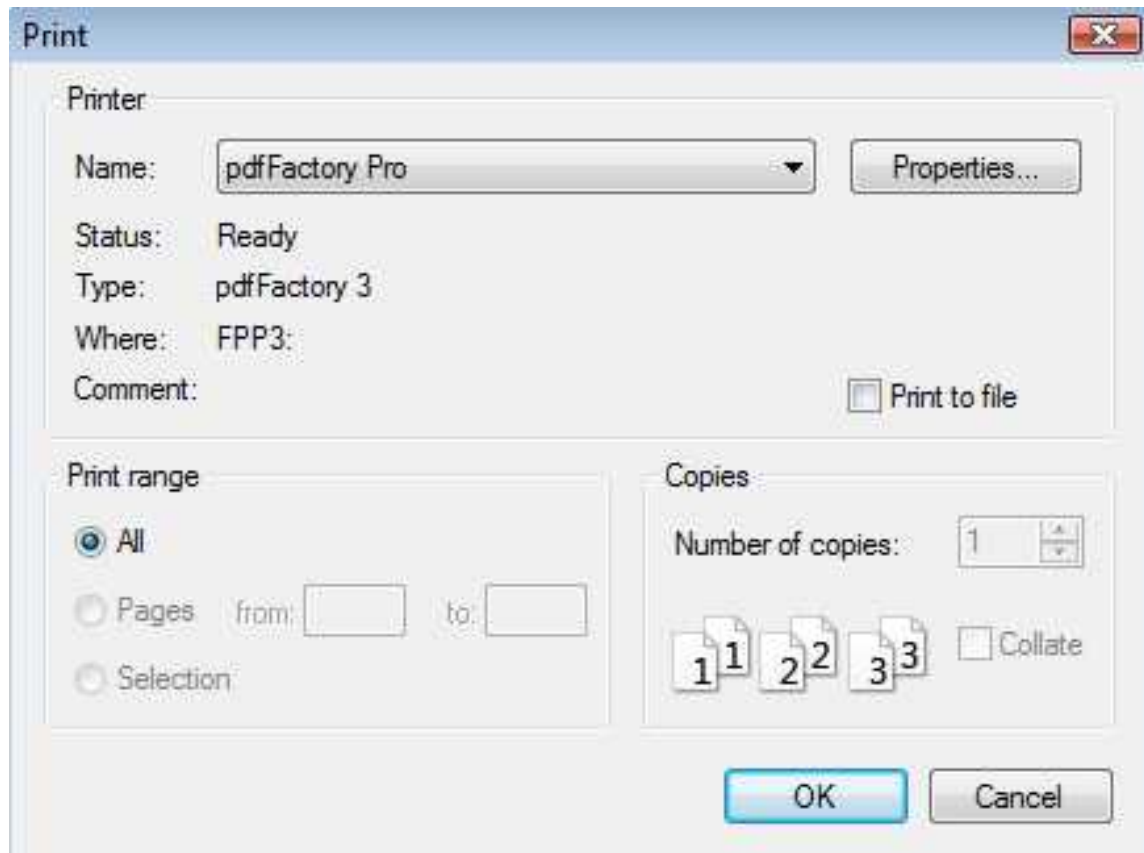 Print
Printer
Name: pdfFactory Pro Properties...
Status: Ready
Type: pdfFactory 3
Where: FPP3:
Comment: Print to file
Print range
All
Pages from: to:
Selection
Copies
Number of copies: 1
1 1 2 2 3 3 Collate
OK Cancel